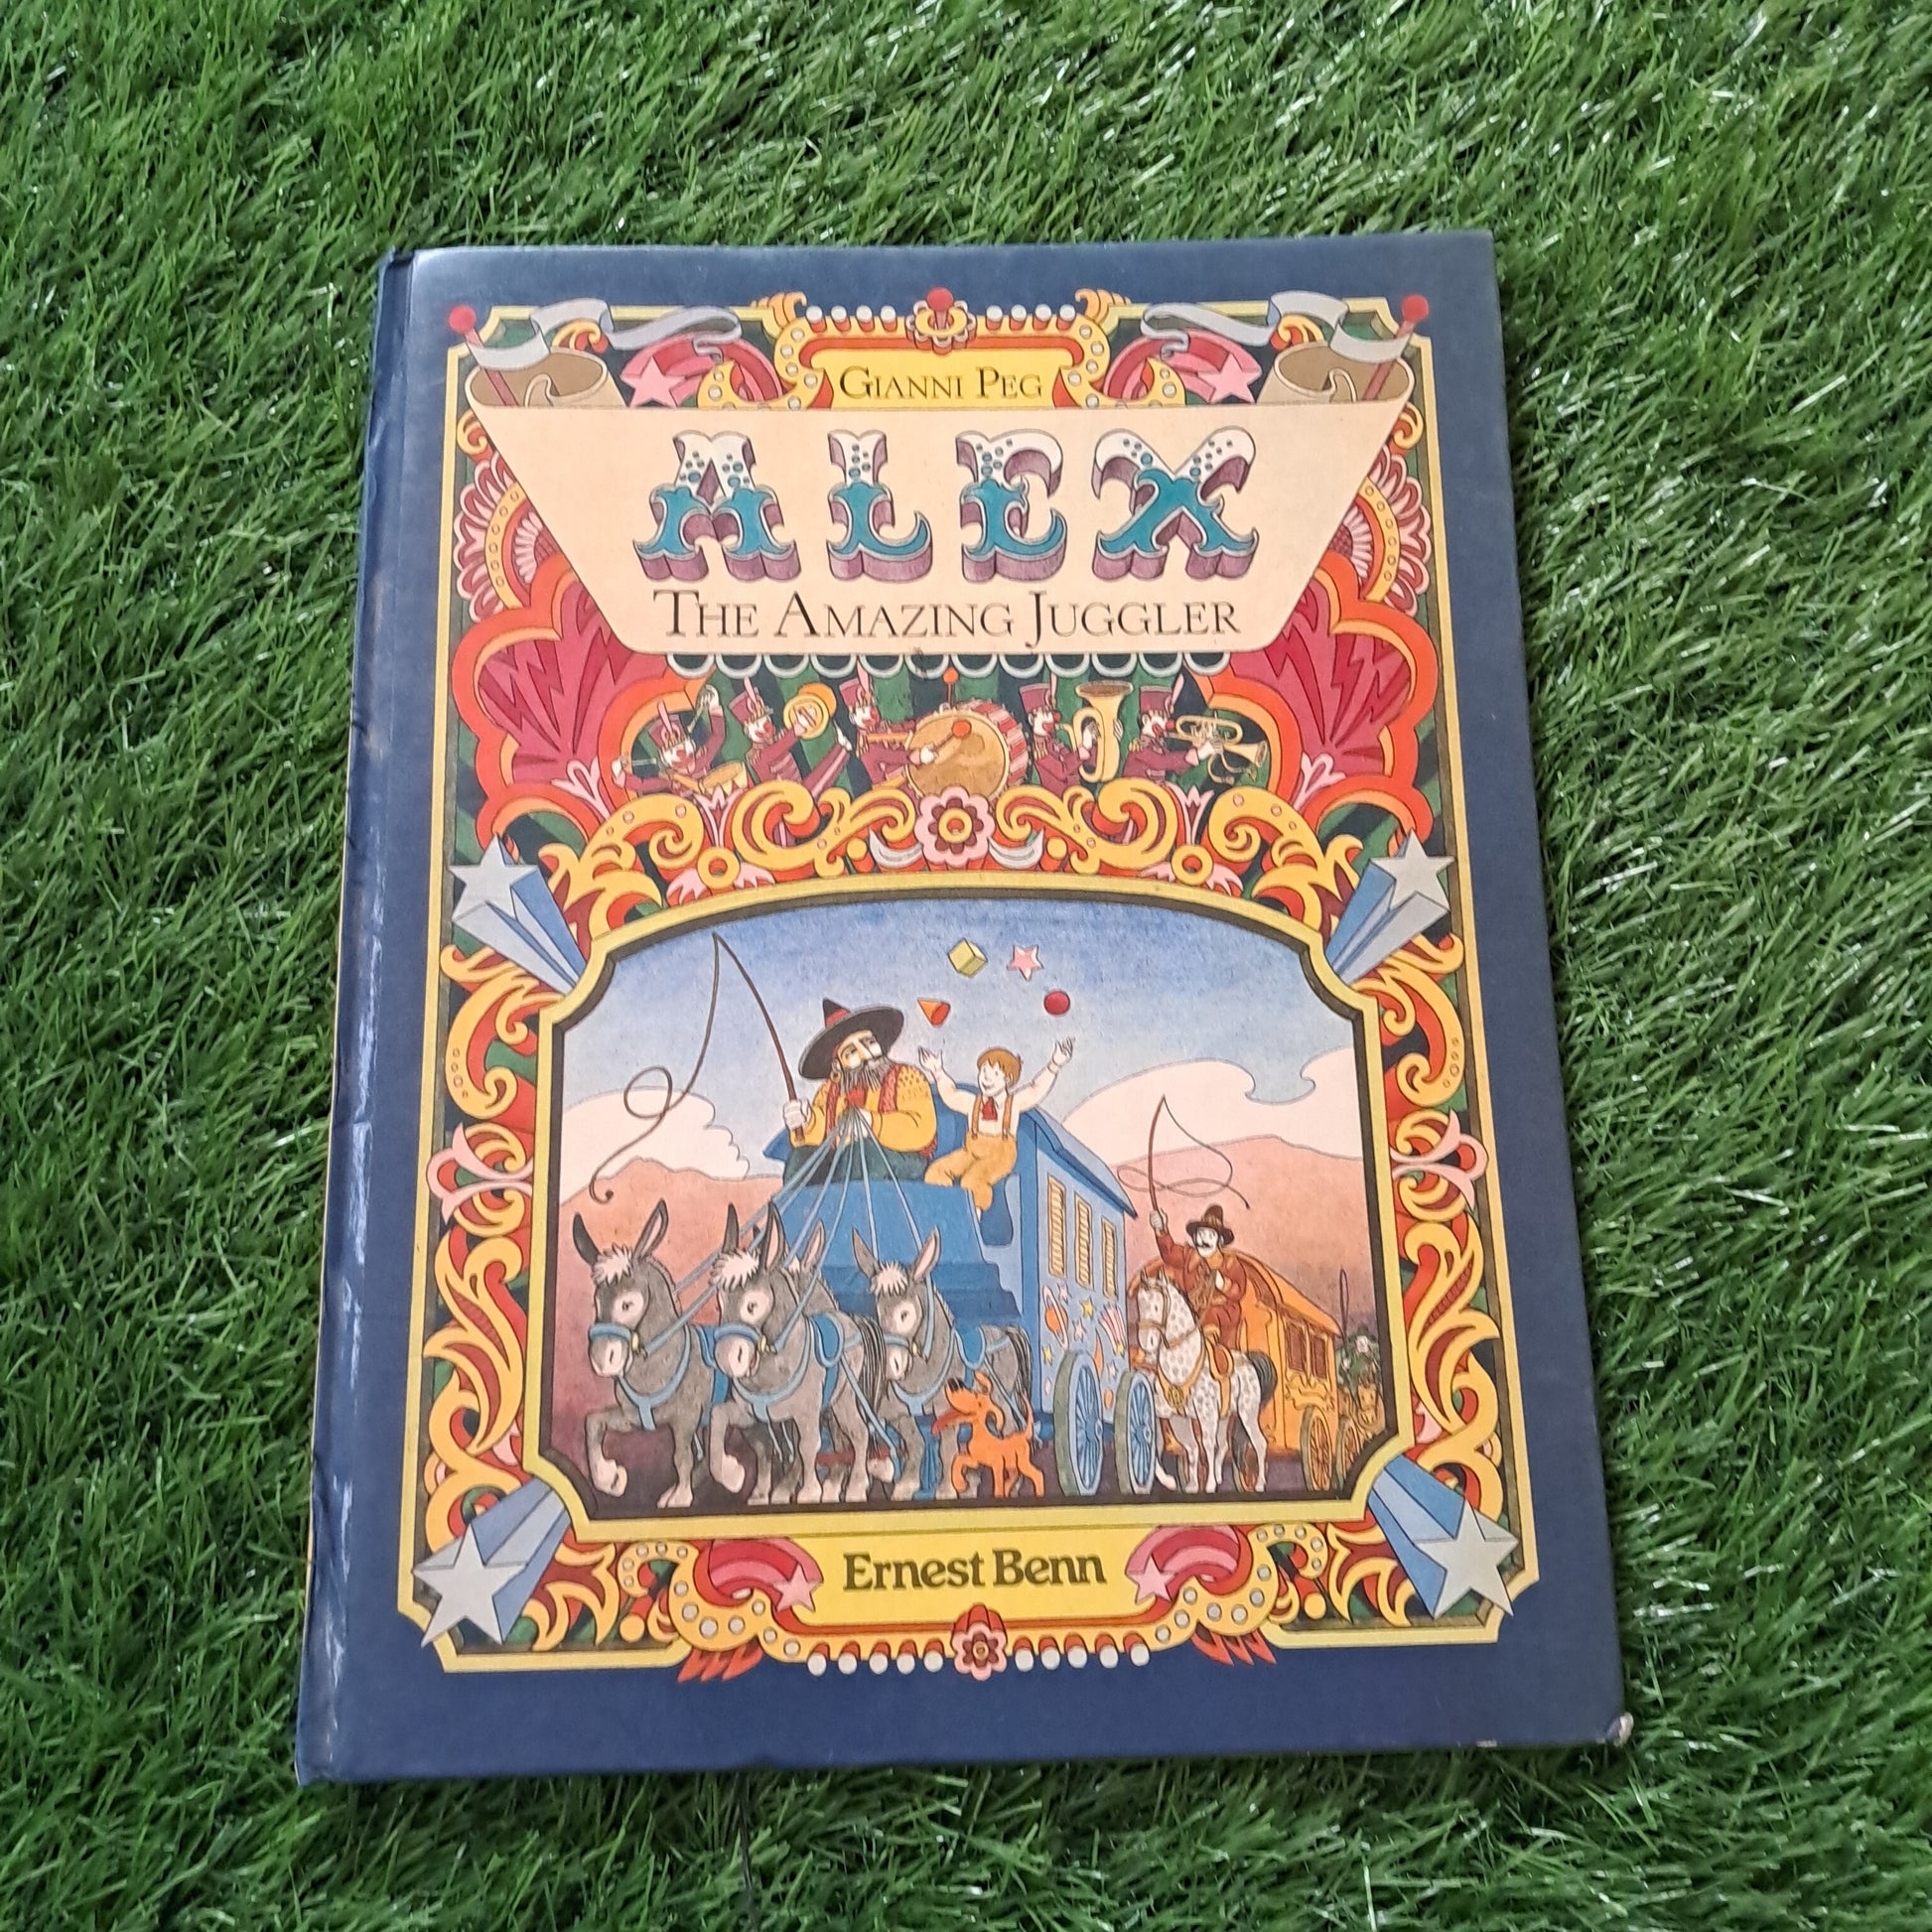 GIANNI PEG
ALEX
THE AMAZING JUGGLER
Ernest Benn